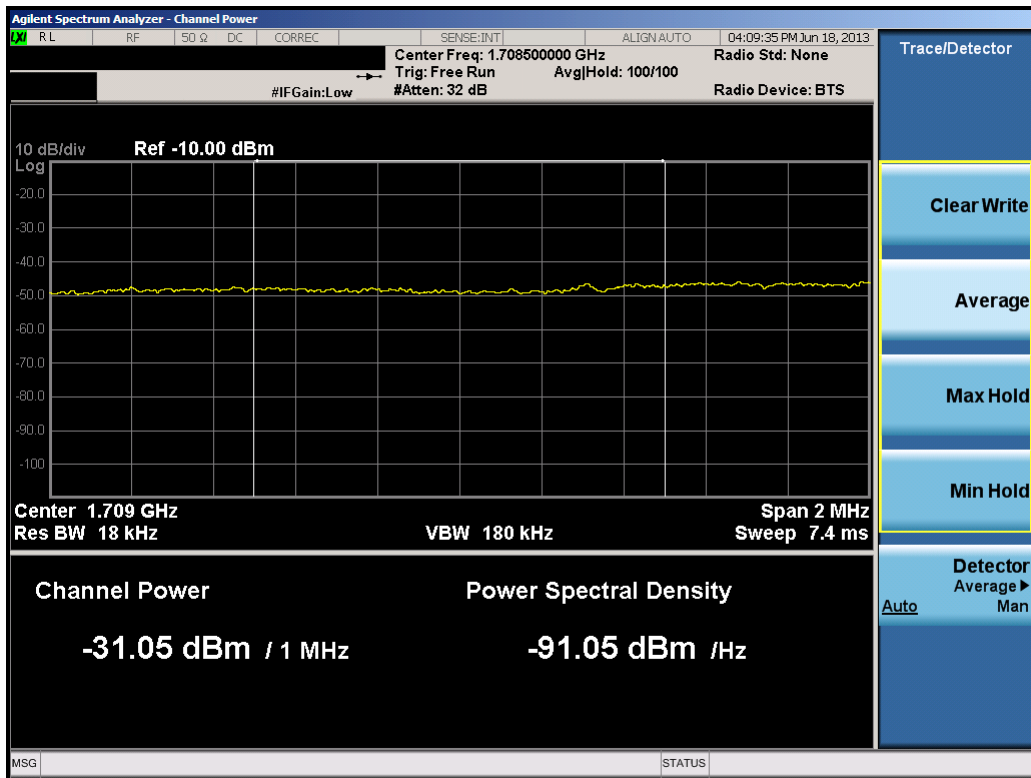 Agilent Spectrum Analyzer - Channel Power
LXI RL RF 50 Ω DC CORREC SENSE:INT ALIGN AUTO 04:09:35 PM Jun 18, 2013
Center Freq: 1.708500000 GHz Radio Std: None
Trig: Free Run Avg|Hold: 100/100
#IFGain:Low #Atten: 32 dB Radio Device: BTS
10 dB/div Ref -10.00 dBm
Log
-20.0
-30.0
-40.0
-50.0
-60.0
-70.0
-80.0
-90.0
-100
Center 1.709 GHz Span 2 MHz
Res BW 18 kHz VBW 180 kHz Sweep 7.4 ms
Channel Power Power Spectral Density
-31.05 dBm / 1 MHz -91.05 dBm /Hz
MSG STATUS
Trace/Detector
Clear Write
Average
Max Hold
Min Hold
Detector
Average
Auto Man